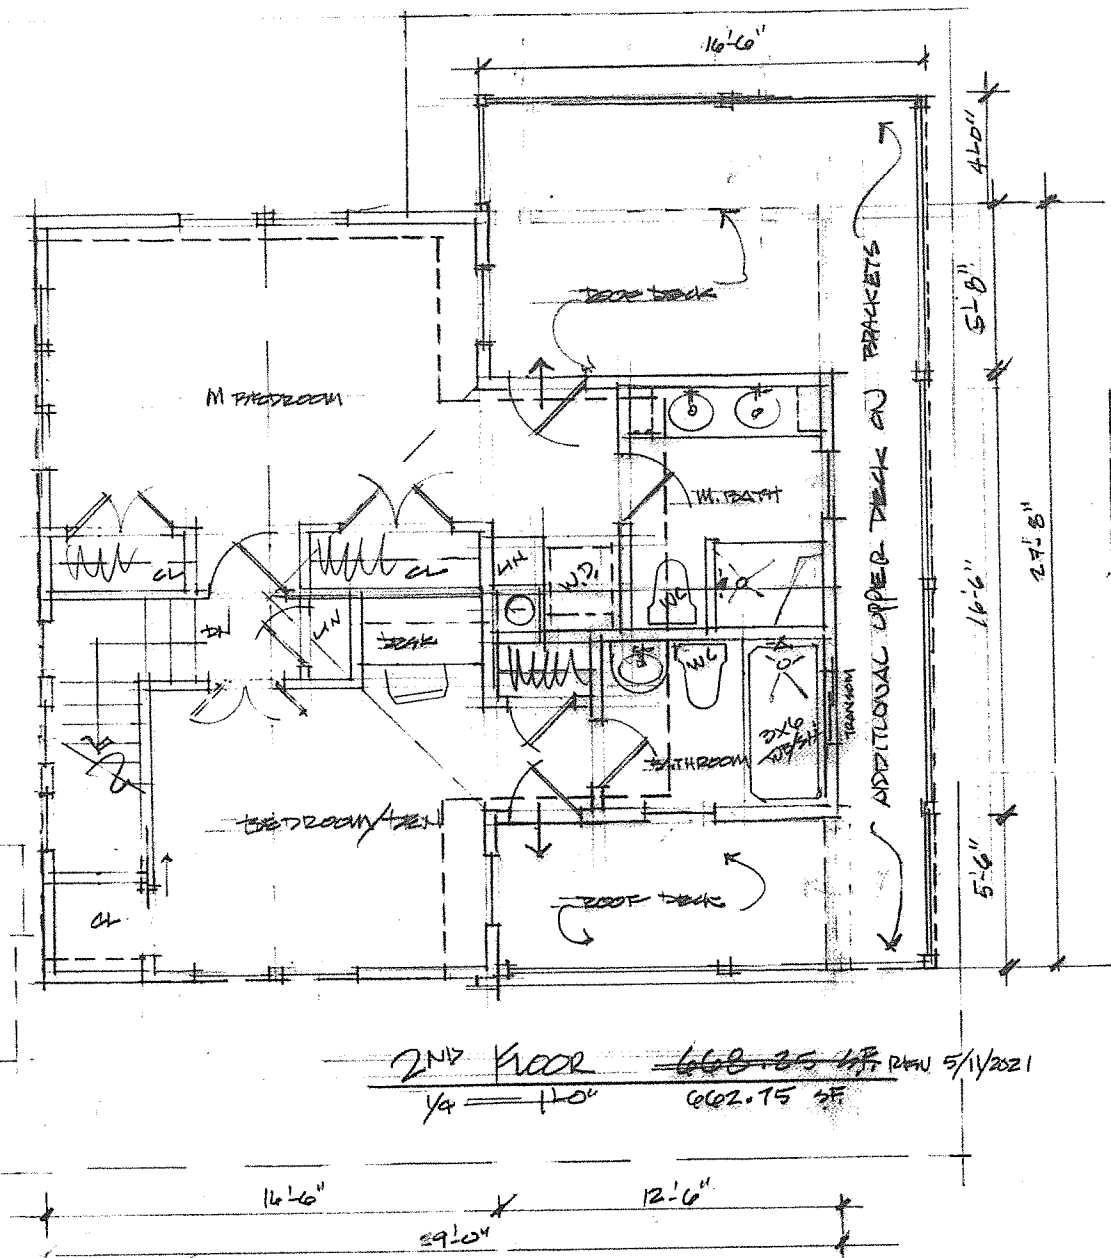 16'-6"
4'-0"
ROOF DECK
5'-8"
ADDITIONAL UPPER DECK ON BRACKETS
M BEDROOM
M. BATH
27'-8"
16'-6"
CL
CL
LIN
W.D.
WC
DN
LIN
DESK
WC
TRANSOM
3X6
BATHROOM
BEDROOM/DEN
CL
ROOF DECK
5'-6"
2ND FLOOR
668.25 SF. REV 5/11/2021
1/4 = 1'-0"
662.75 SF
16'-6"
12'-6"
29'-0"